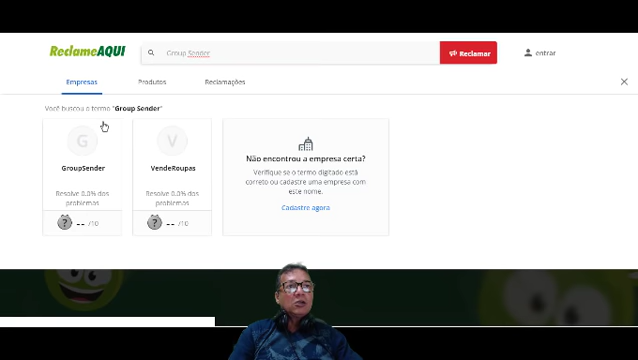 ReclameAQUI
Group Sender
Reclamar
entrar
Empresas
Produtos
Reclamações
Você buscou o termo "Group Sender"
G
GroupSender
Resolve 0.0% dos
problemas
? -- /10
V
VendeRoupas
Resolve 0.0% dos
problemas
? -- /10
Não encontrou a empresa certa?
Verifique se o termo digitado está
correto ou cadastre uma empresa com
este nome.
Cadastre agora